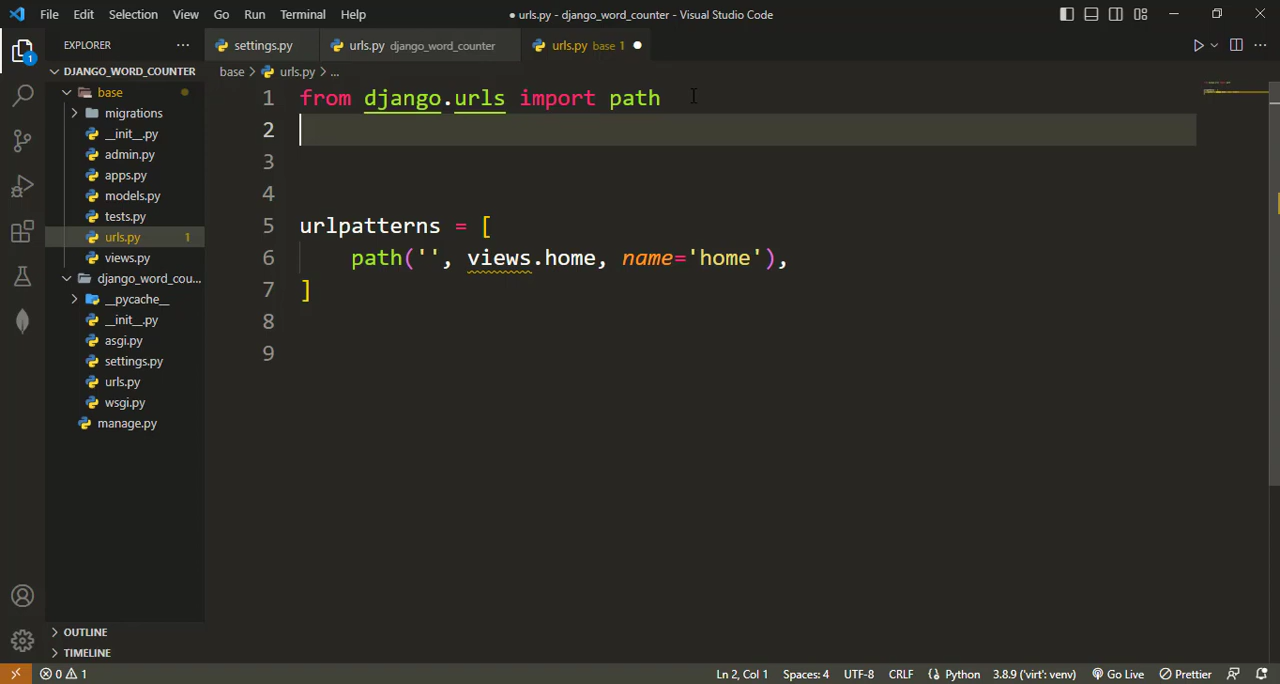 File Edit Selection View Go Run Terminal Help
● urls.py - django_word_counter - Visual Studio Code
1
EXPLORER ...
settings.py
urls.py django_word_counter
urls.py base 1 ●
DJANGO_WORD_COUNTER
base > urls.py > ...
base
migrations
__init__.py
admin.py
apps.py
models.py
tests.py
urls.py 1
views.py
django_word_cou...
__pycache__
__init__.py
asgi.py
settings.py
urls.py
wsgi.py
manage.py
1 from django.urls import path
2
3
4
5 urlpatterns = [
6 path('', views.home, name='home'),
7 ]
8
9
OUTLINE
TIMELINE
0 1 Ln 2, Col 1 Spaces: 4 UTF-8 CRLF Python 3.8.9 ('virt': venv) Go Live Prettier